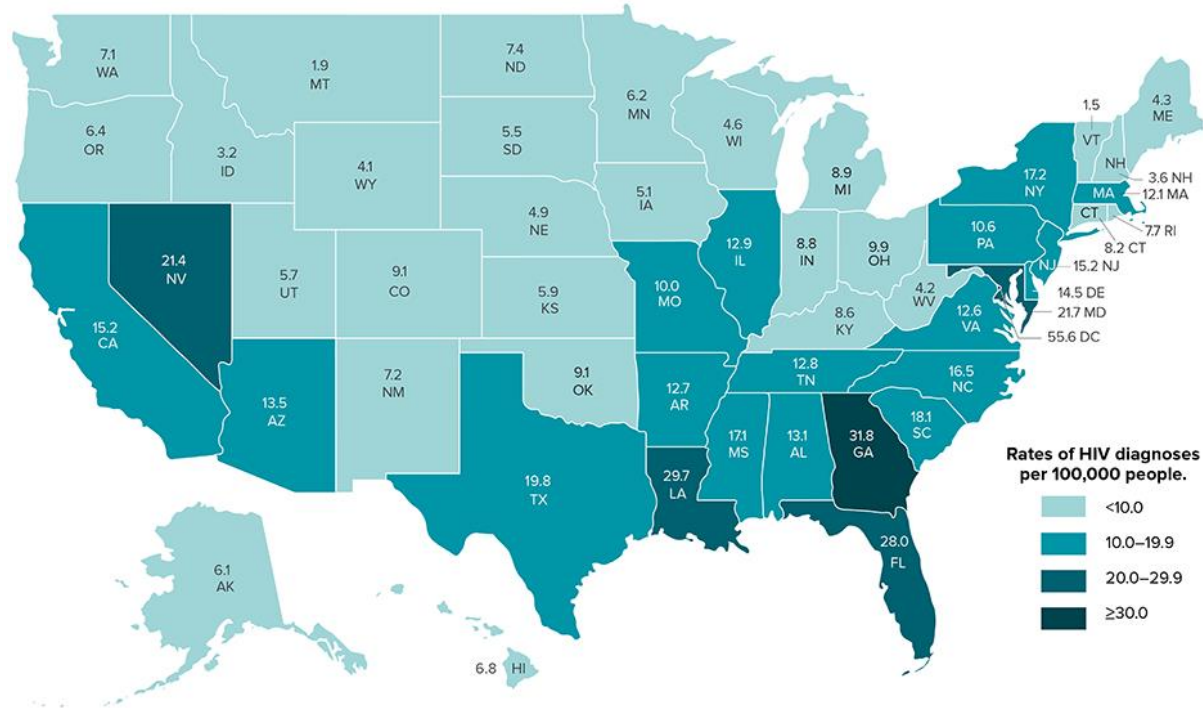 7.1
WA
1.9
MT
7.4
ND
6.2
MN
4.6
WI
8.9
MI
1.5
VT
4.3
ME
NH
3.6 NH
6.4
OR
3.2
ID
4.1
WY
5.5
SD
5.1
IA
4.9
NE
17.2
NY
MA
12.1 MA
CT
7.7 RI
8.2 CT
10.6
PA
NJ
15.2 NJ
14.5 DE
21.7 MD
55.6 DC
21.4
NV
5.7
UT
9.1
CO
5.9
KS
10.0
MO
12.9
IL
8.8
IN
9.9
OH
4.2
WV
12.6
VA
8.6
KY
15.2
CA
13.5
AZ
7.2
NM
9.1
OK
12.7
AR
12.8
TN
16.5
NC
18.1
SC
19.8
TX
29.7
LA
17.1
MS
13.1
AL
31.8
GA
28.0
FL
6.1
AK
6.8 HI
Rates of HIV diagnoses
per 100,000 people.
<10.0
10.0–19.9
20.0–29.9
≥30.0